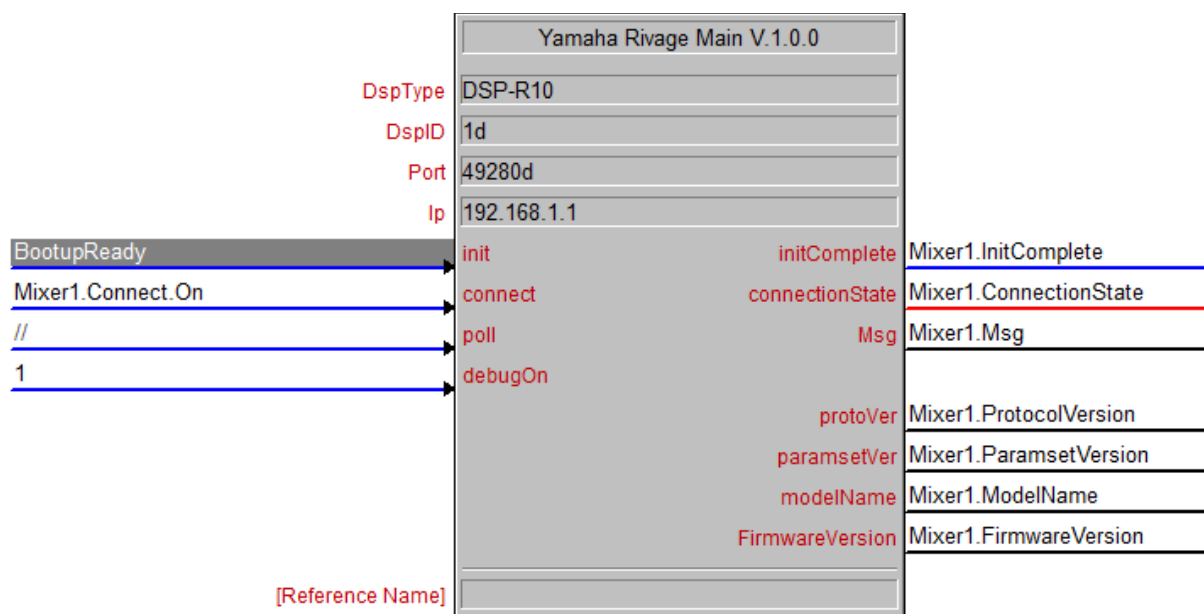 Yamaha Rivage Main V.1.0.0
DspType DSP-R10
DspID 1d
Port 49280d
Ip 192.168.1.1
BootupReady init initComplete Mixer1.InitComplete
Mixer1.Connect.On connect connectionState Mixer1.ConnectionState
// poll Msg Mixer1.Msg
1 debugOn
protoVer Mixer1.ProtocolVersion
paramsetVer Mixer1.ParamsetVersion
modelName Mixer1.ModelName
FirmwareVersion Mixer1.FirmwareVersion
[Reference Name]